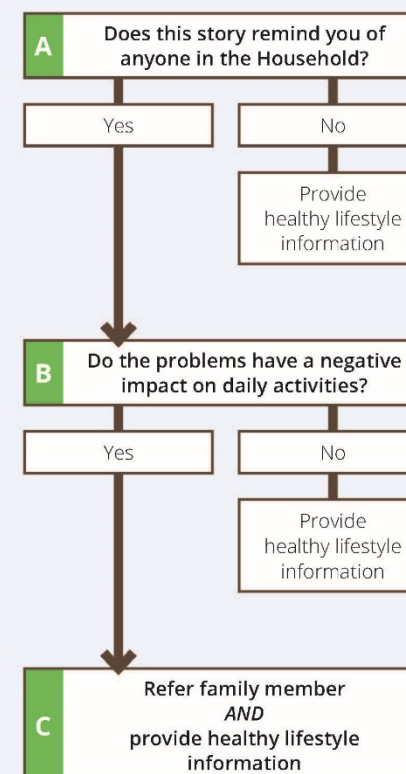 A
Does this story remind you of
anyone in the Household?
Yes
No
Provide
healthy lifestyle
information
B
Do the problems have a negative
impact on daily activities?
Yes
No
Provide
healthy lifestyle
information
C
Refer family member
AND
provide healthy lifestyle
information